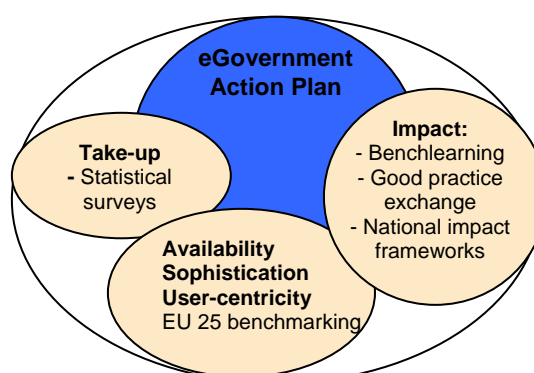 eGovernment
Action Plan
Take-up
- Statistical
surveys
Impact:
- Benchlearning
- Good practice
exchange
- National impact
frameworks
Availability
Sophistication
User-centricity
EU 25 benchmarking